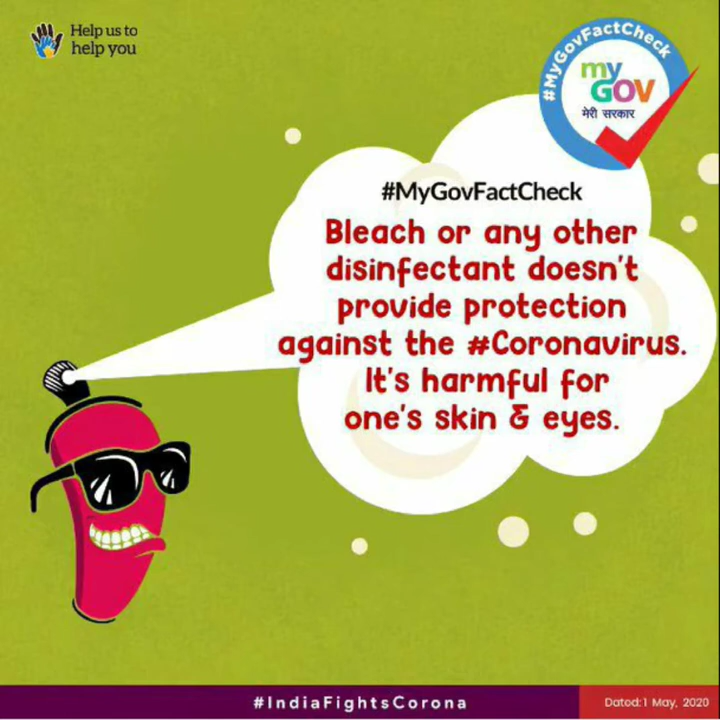 Help us to
help you
#MyGovFactCheck
my
GOV
मेरी सरकार
#MyGovFactCheck
Bleach or any other
disinfectant doesn't
provide protection
against the #Coronavirus.
It's harmful for
one's skin & eyes.
#IndiaFightsCorona
Datod:1 May, 2020